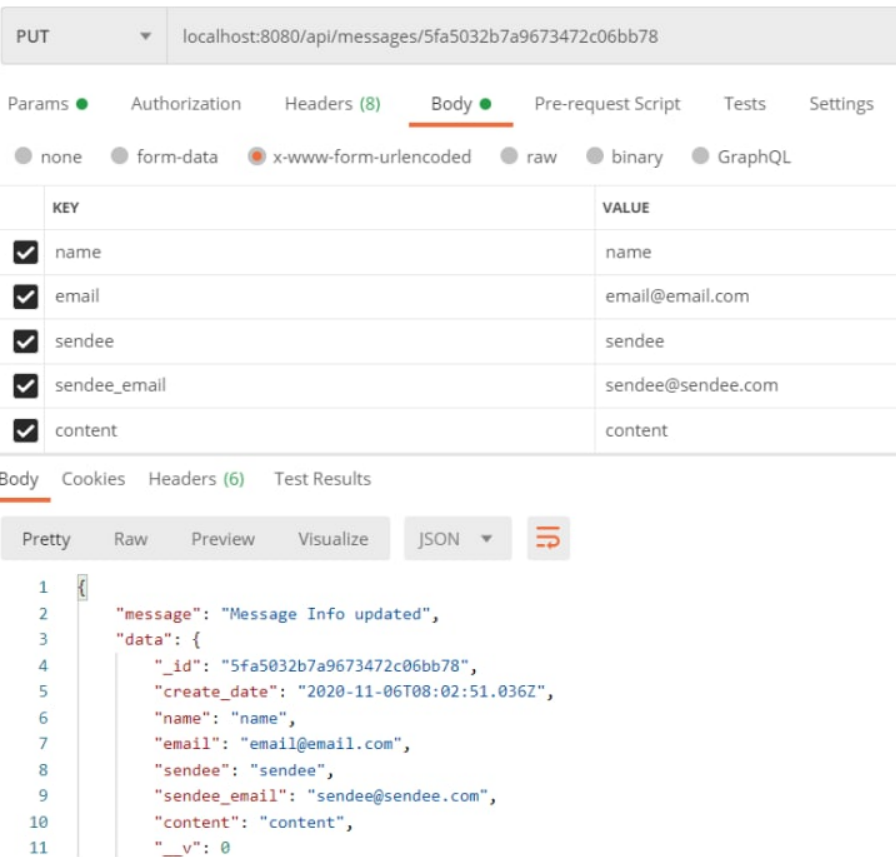 PUT localhost:8080/api/messages/5fa5032b7a9673472c06bb78
Params Authorization Headers (8) Body Pre-request Script Tests Settings
none form-data x-www-form-urlencoded raw binary GraphQL
KEY VALUE
name name
email email@email.com
sendee sendee
sendee_email sendee@sendee.com
content content
Body Cookies Headers (6) Test Results
Pretty Raw Preview Visualize JSON
1 {
2 "message": "Message Info updated",
3 "data": {
4 "_id": "5fa5032b7a9673472c06bb78",
5 "create_date": "2020-11-06T08:02:51.036Z",
6 "name": "name",
7 "email": "email@email.com",
8 "sendee": "sendee",
9 "sendee_email": "sendee@sendee.com",
10 "content": "content",
11 "__v": 0